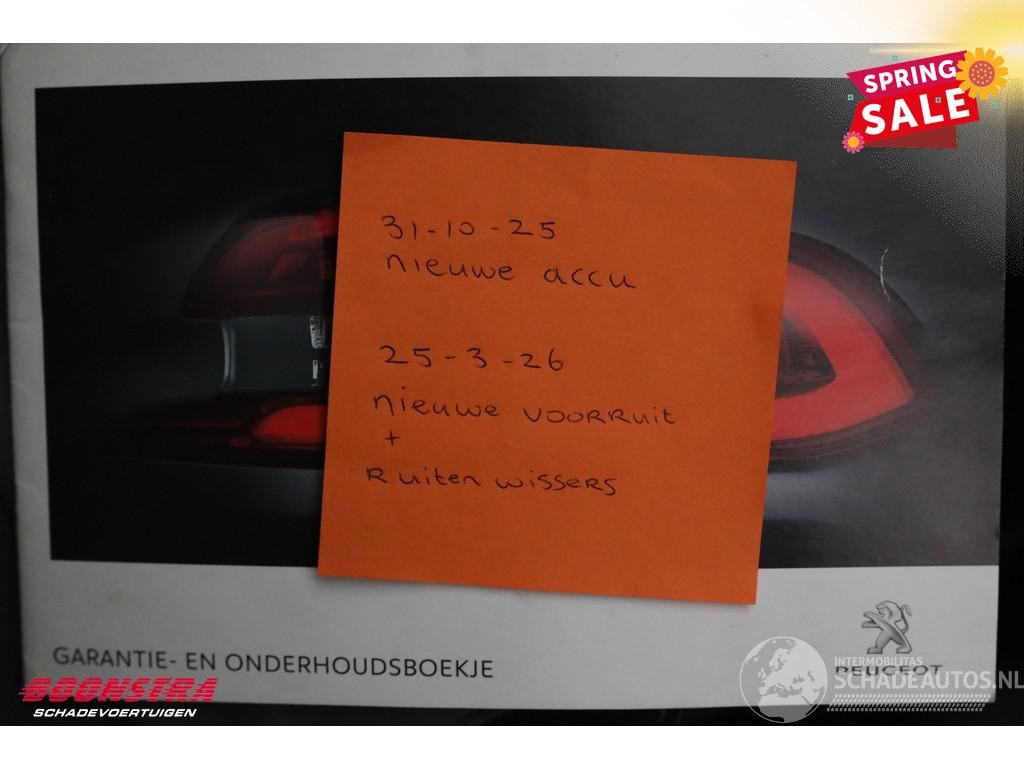 SPRING
SALE
31-10-25
nieuwe accu
25-3-26
nieuwe voorruit
+
Ruiten wissers
GARANTIE- EN ONDERHOUDSBOEKJE
PEUGEOT
BOONSTRA
SCHADEVOERTUIGEN
INTERMOBILITAS
SCHADEAUTOS.NL